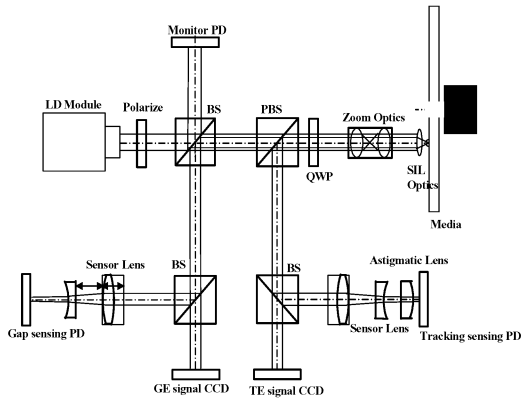 Monitor PD
LD Module
Polarize
BS
PBS
Zoom Optics
QWP
SIL
Optics
Media
Sensor Lens
BS
BS
Astigmatic Lens
Gap sensing PD
Sensor Lens
Tracking sensing PD
GE signal CCD
TE signal CCD